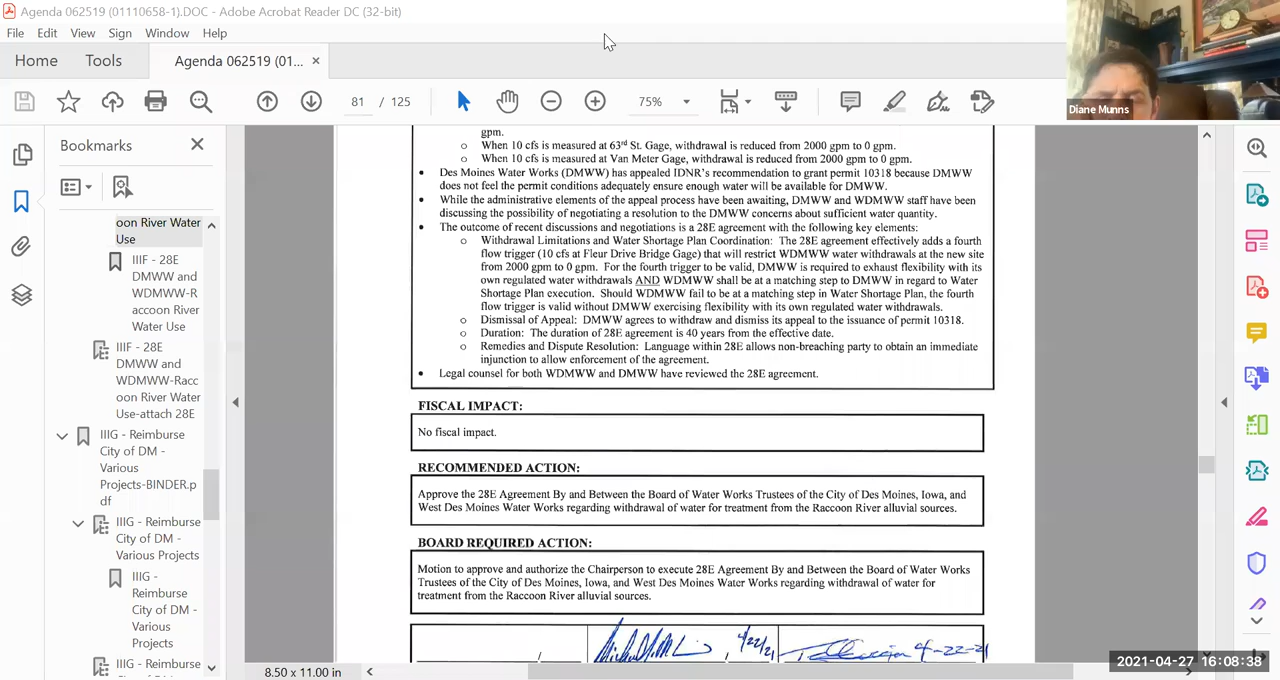 Agenda 062519 (01110658-1).DOC - Adobe Acrobat Reader DC (32-bit)
File Edit View Sign Window Help
Home Tools Agenda 062519 (01... ×
81 / 125 75%
Diane Munns
Bookmarks
oon River Water
Use
IIIF - 28E
DMWW and
WDMWW-R
accoon River
Water Use
IIIF - 28E
DMWW and
WDMWW-Racc
oon River Water
Use-attach 28E
IIIG - Reimburse
City of DM -
Various
Projects-BINDER.p
df
IIIG - Reimburse
City of DM -
Various Projects
IIIG -
Reimburse
City of DM -
Various
Projects
IIIG - Reimburse
gpm.
o When 10 cfs is measured at 63rd St. Gage, withdrawal is reduced from 2000 gpm to 0 gpm.
o When 10 cfs is measured at Van Meter Gage, withdrawal is reduced from 2000 gpm to 0 gpm.
• Des Moines Water Works (DMWW) has appealed IDNR's recommendation to grant permit 10318 because DMWW
does not feel the permit conditions adequately ensure enough water will be available for DMWW.
• While the administrative elements of the appeal process have been awaiting, DMWW and WDMWW staff have been
discussing the possibility of negotiating a resolution to the DMWW concerns about sufficient water quantity.
• The outcome of recent discussions and negotiations is a 28E agreement with the following key elements:
o Withdrawal Limitations and Water Shortage Plan Coordination: The 28E agreement effectively adds a fourth
flow trigger (10 cfs at Fleur Drive Bridge Gage) that will restrict WDMWW water withdrawals at the new site
from 2000 gpm to 0 gpm. For the fourth trigger to be valid, DMWW is required to exhaust flexibility with its
own regulated water withdrawals AND WDMWW shall be at a matching step to DMWW in regard to Water
Shortage Plan execution. Should WDMWW fail to be at a matching step in Water Shortage Plan, the fourth
flow trigger is valid without DMWW exercising flexibility with its own regulated water withdrawals.
o Dismissal of Appeal: DMWW agrees to withdraw and dismiss its appeal to the issuance of permit 10318.
o Duration: The duration of 28E agreement is 40 years from the effective date.
o Remedies and Dispute Resolution: Language within 28E allows non-breaching party to obtain an immediate
injunction to allow enforcement of the agreement.
• Legal counsel for both WDMWW and DMWW have reviewed the 28E agreement.
FISCAL IMPACT:
No fiscal impact.
RECOMMENDED ACTION:
Approve the 28E Agreement By and Between the Board of Water Works Trustees of the City of Des Moines, Iowa, and
West Des Moines Water Works regarding withdrawal of water for treatment from the Raccoon River alluvial sources.
BOARD REQUIRED ACTION:
Motion to approve and authorize the Chairperson to execute 28E Agreement By and Between the Board of Water Works
Trustees of the City of Des Moines, Iowa, and West Des Moines Water Works regarding withdrawal of water for
treatment from the Raccoon River alluvial sources.
/ , 4/22/21 4-22-21
8.50 x 11.00 in
2021-04-27 16:08:38